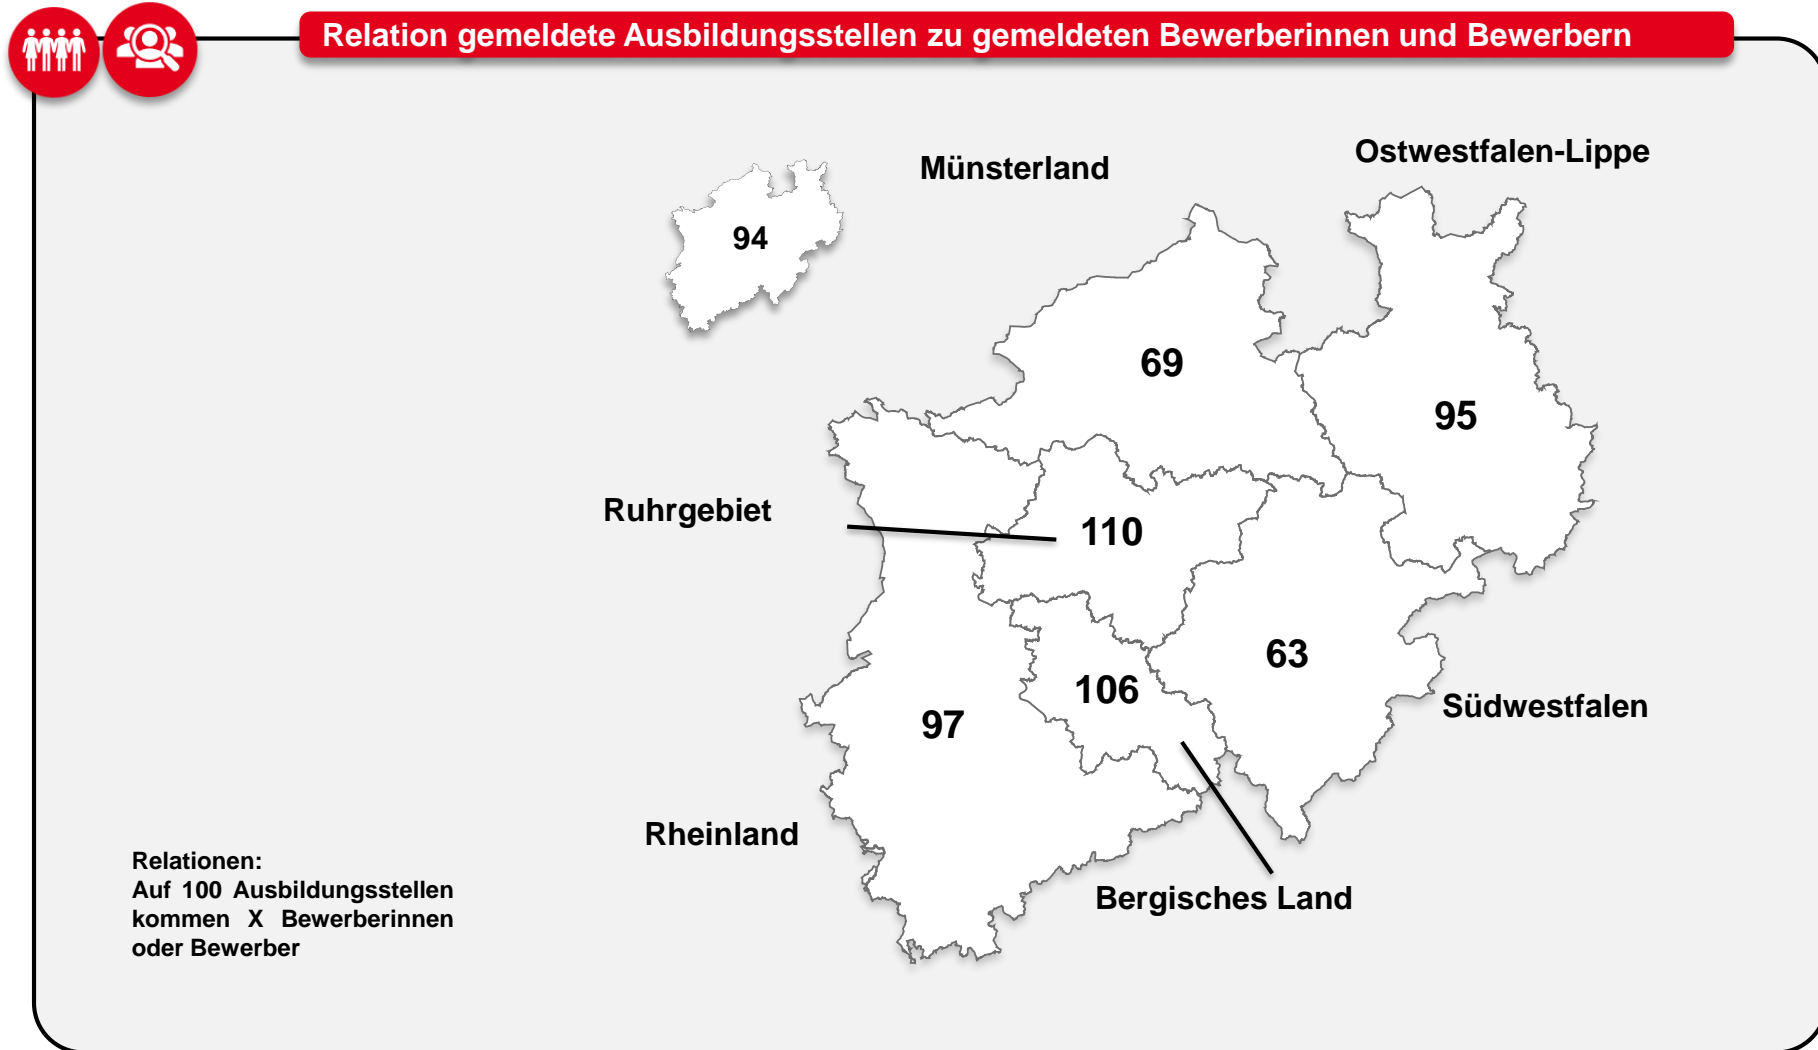 Relation gemeldete Ausbildungsstellen zu gemeldeten Bewerberinnen und Bewerbern
Münsterland
Ostwestfalen-Lippe
94
69
95
Ruhrgebiet
110
63
106
97
Südwestfalen
Rheinland
Bergisches Land
Relationen:
Auf 100 Ausbildungsstellen
kommen X Bewerberinnen
oder Bewerber